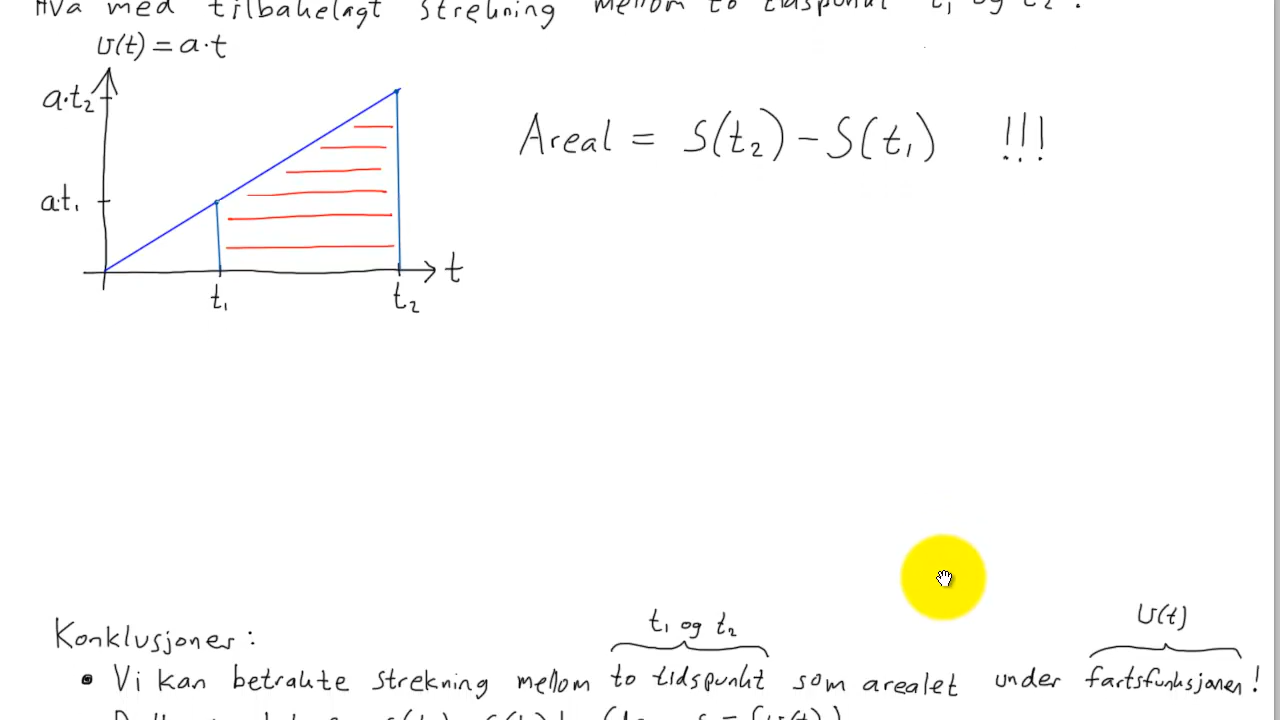 Hva med tilbakelagt strekning mellom to tidspunkt t₁ og t₂ ?
v(t) = a·t
a·t₂
at₁
t
t₁
t₂
Areal = S(t₂) – S(t₁) !!!
Konklusjoner:
t₁ og t₂
v(t)
• Vi kan betrakte strekning mellom to tidspunkt som arealet under fartsfunksjonen!